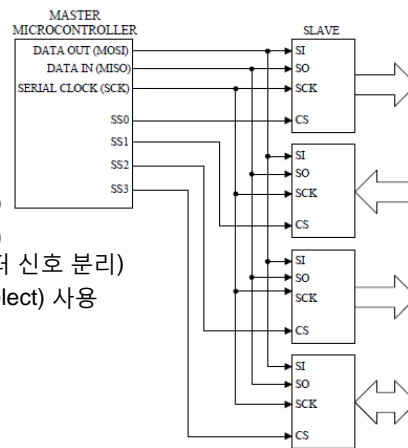 MASTER
MICROCONTROLLER
DATA OUT (MOSI)
DATA IN (MISO)
SERIAL CLOCK (SCK)
SS0
SS1
SS2
SS3
SLAVE
SI
SO
SCK
CS
SI
SO
SCK
CS
SI
SO
SCK
CS
SI
SO
SCK
CS
)
)
신호 분리)
elect) 사용